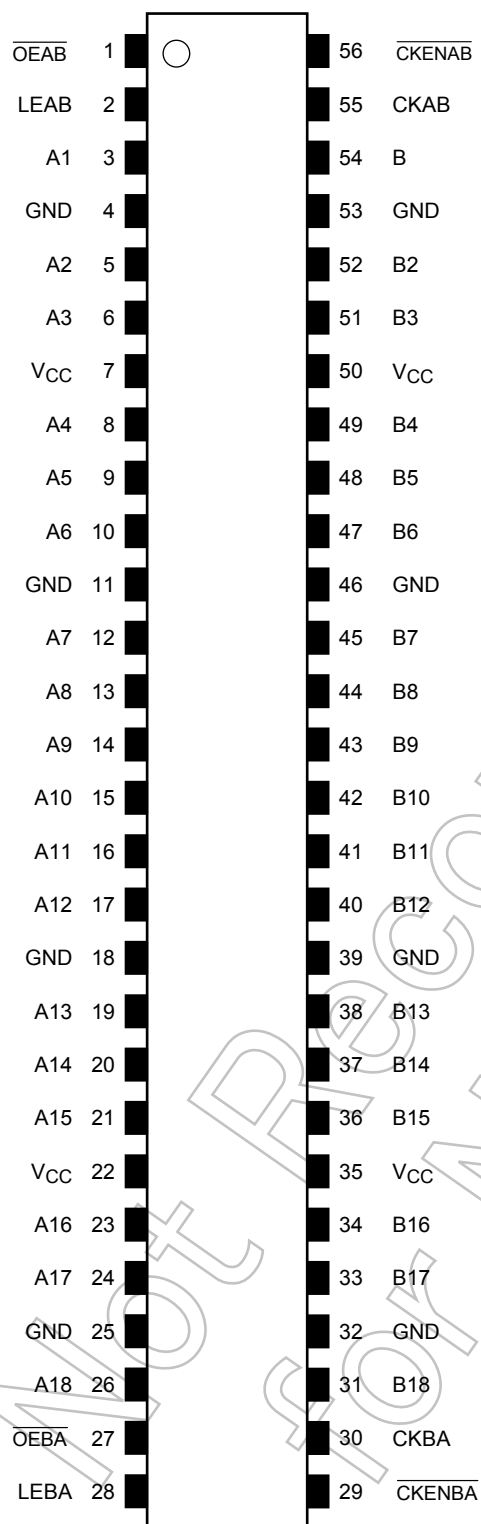 OEAB 1 56 CKENAB
LEAB 2 55 CKAB
A1 3 54 B
GND 4 53 GND
A2 5 52 B2
A3 6 51 B3
VCC 7 50 VCC
A4 8 49 B4
A5 9 48 B5
A6 10 47 B6
GND 11 46 GND
A7 12 45 B7
A8 13 44 B8
A9 14 43 B9
A10 15 42 B10
A11 16 41 B11
A12 17 40 B12
GND 18 39 GND
A13 19 38 B13
A14 20 37 B14
A15 21 36 B15
VCC 22 35 VCC
A16 23 34 B16
A17 24 33 B17
GND 25 32 GND
A18 26 31 B18
OEBA 27 30 CKBA
LEBA 28 29 CKENBA
Not
for